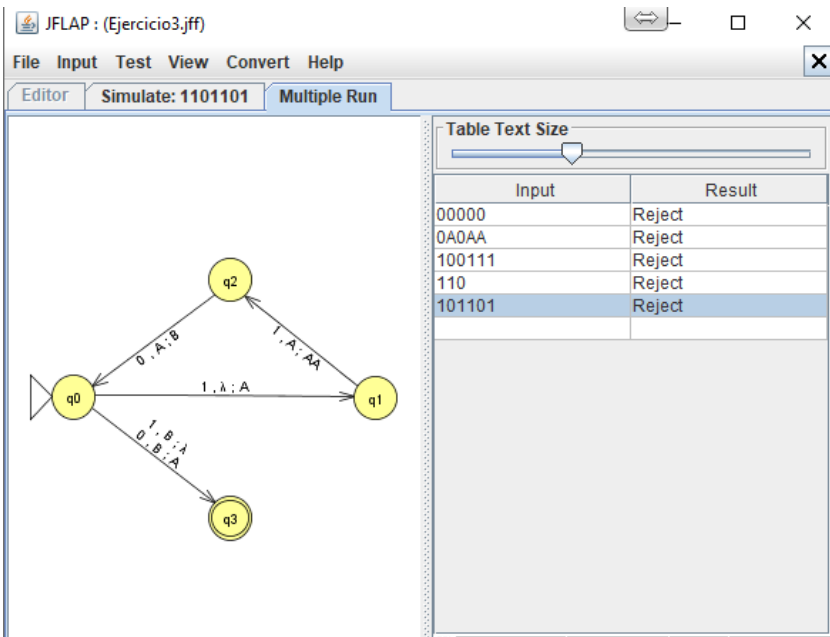 JFLAP : (Ejercicio3.jff)
File Input Test View Convert Help
Editor Simulate: 1101101 Multiple Run
Table Text Size
Input Result
00000 Reject
0A0AA Reject
100111 Reject
110 Reject
101101 Reject
q2
0 , A ; B
1 , A ; AA
q0
1 , λ ; A
q1
1 , B ; λ
0 , B ; A
q3